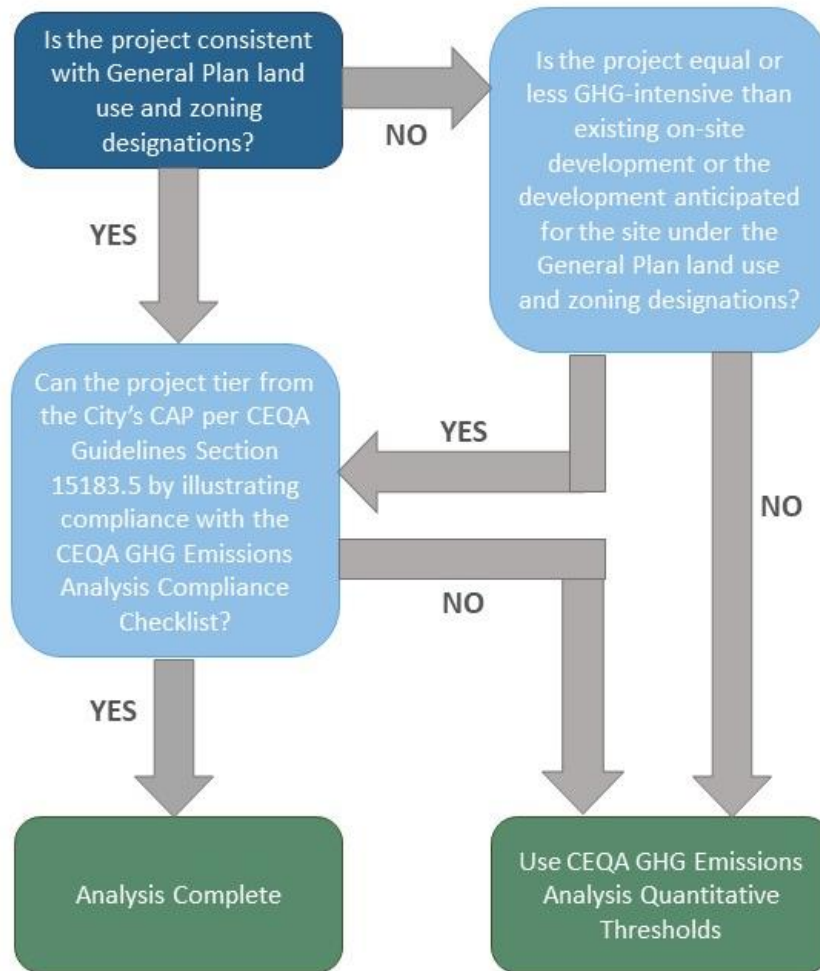 Is the project consistent
with General Plan land
use and zoning
designations?
NO
Is the project equal or
less GHG-intensive than
existing on-site
development or the
development anticipated
for the site under the
General Plan land use
and zoning designations?
YES
Can the project tier from
the City’s CAP per CEQA
Guidelines Section
15183.5 by illustrating
compliance with the
CEQA GHG Emissions
Analysis Compliance
Checklist?
YES
NO
NO
YES
Analysis Complete
Use CEQA GHG Emissions
Analysis Quantitative
Thresholds